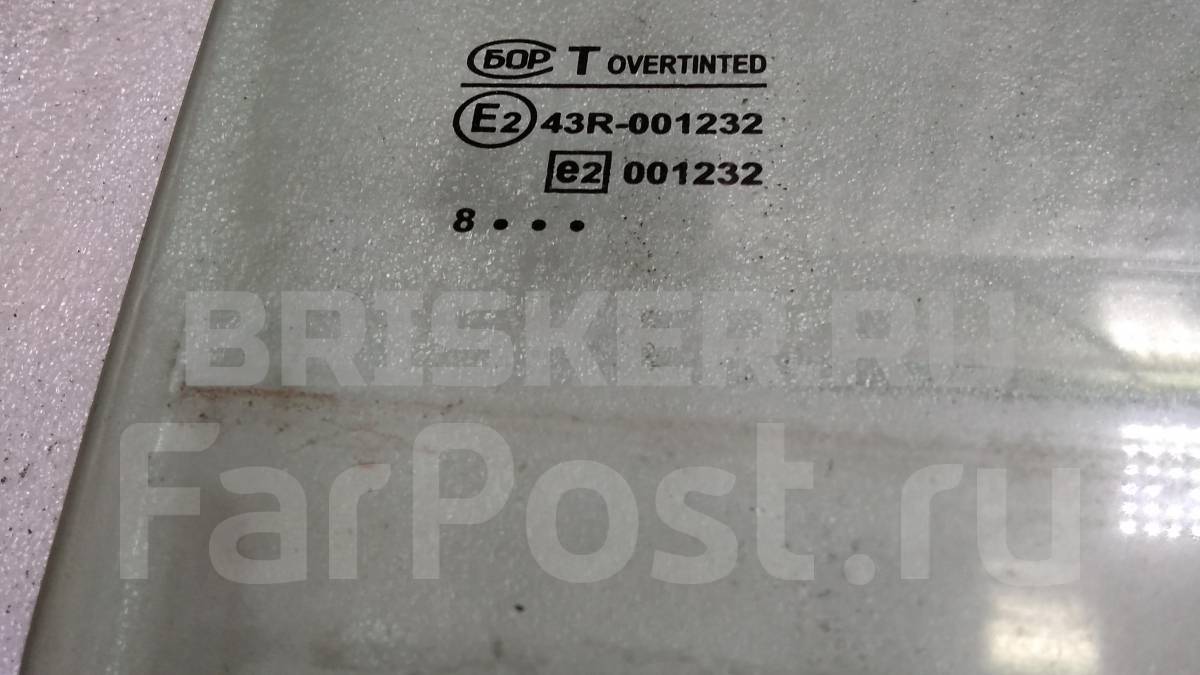 БОР T OVERTINTED
E2 43R-001232
e2 001232
8 • • •
BRISKER.RU
FarPost.ru